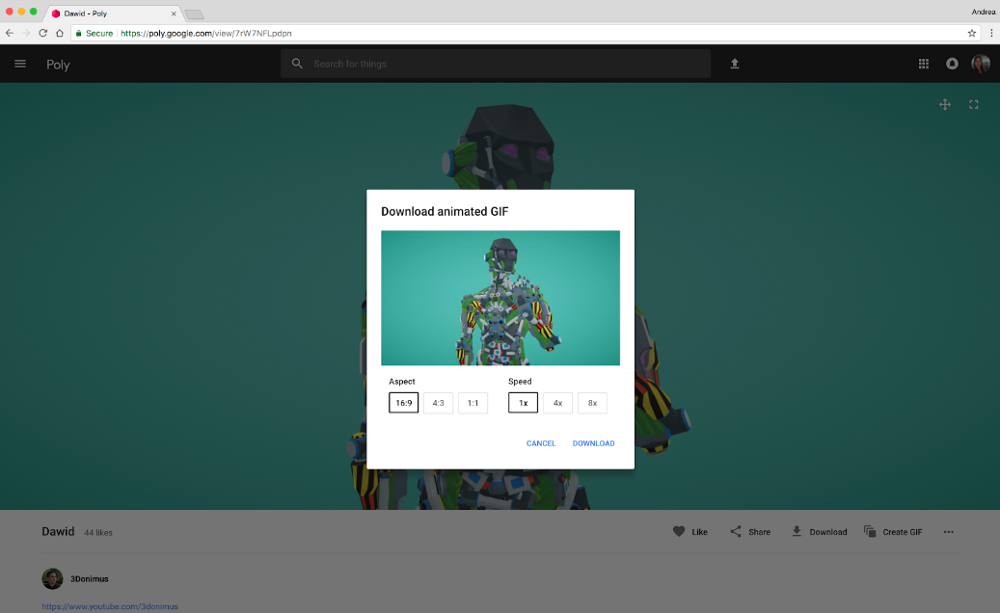 Dawid - Poly
Andrea
Secure https://poly.google.com/view/7rW7NFLpdpn
Poly
Search for things
Download animated GIF
Aspect Speed
16:9 4:3 1:1 1x 4x 8x
CANCEL DOWNLOAD
Dawid 44 likes Like Share Download Create GIF
3Donimus
https://www.youtube.com/3donimus